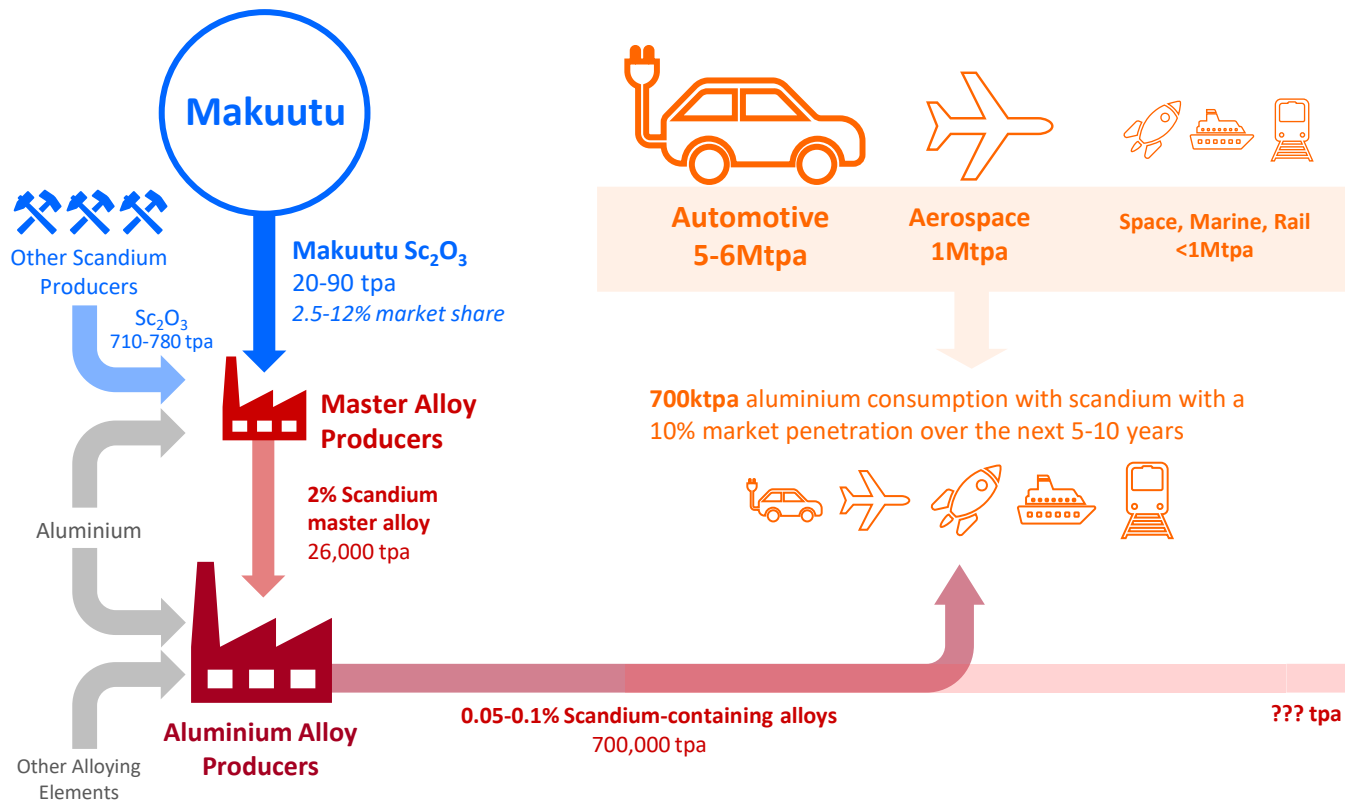 Makuutu
Other Scandium
Producers
Sc₂O₃
710-780 tpa
Makuutu Sc₂O₃
20-90 tpa
2.5-12% market share
Master Alloy
Producers
Aluminium
2% Scandium
master alloy
26,000 tpa
Aluminium Alloy
Producers
Other Alloying
Elements
0.05-0.1% Scandium-containing alloys
700,000 tpa
??? tpa
Automotive
5-6Mtpa
Aerospace
1Mtpa
Space, Marine, Rail
<1Mtpa
700ktpa aluminium consumption with scandium with a
10% market penetration over the next 5-10 years